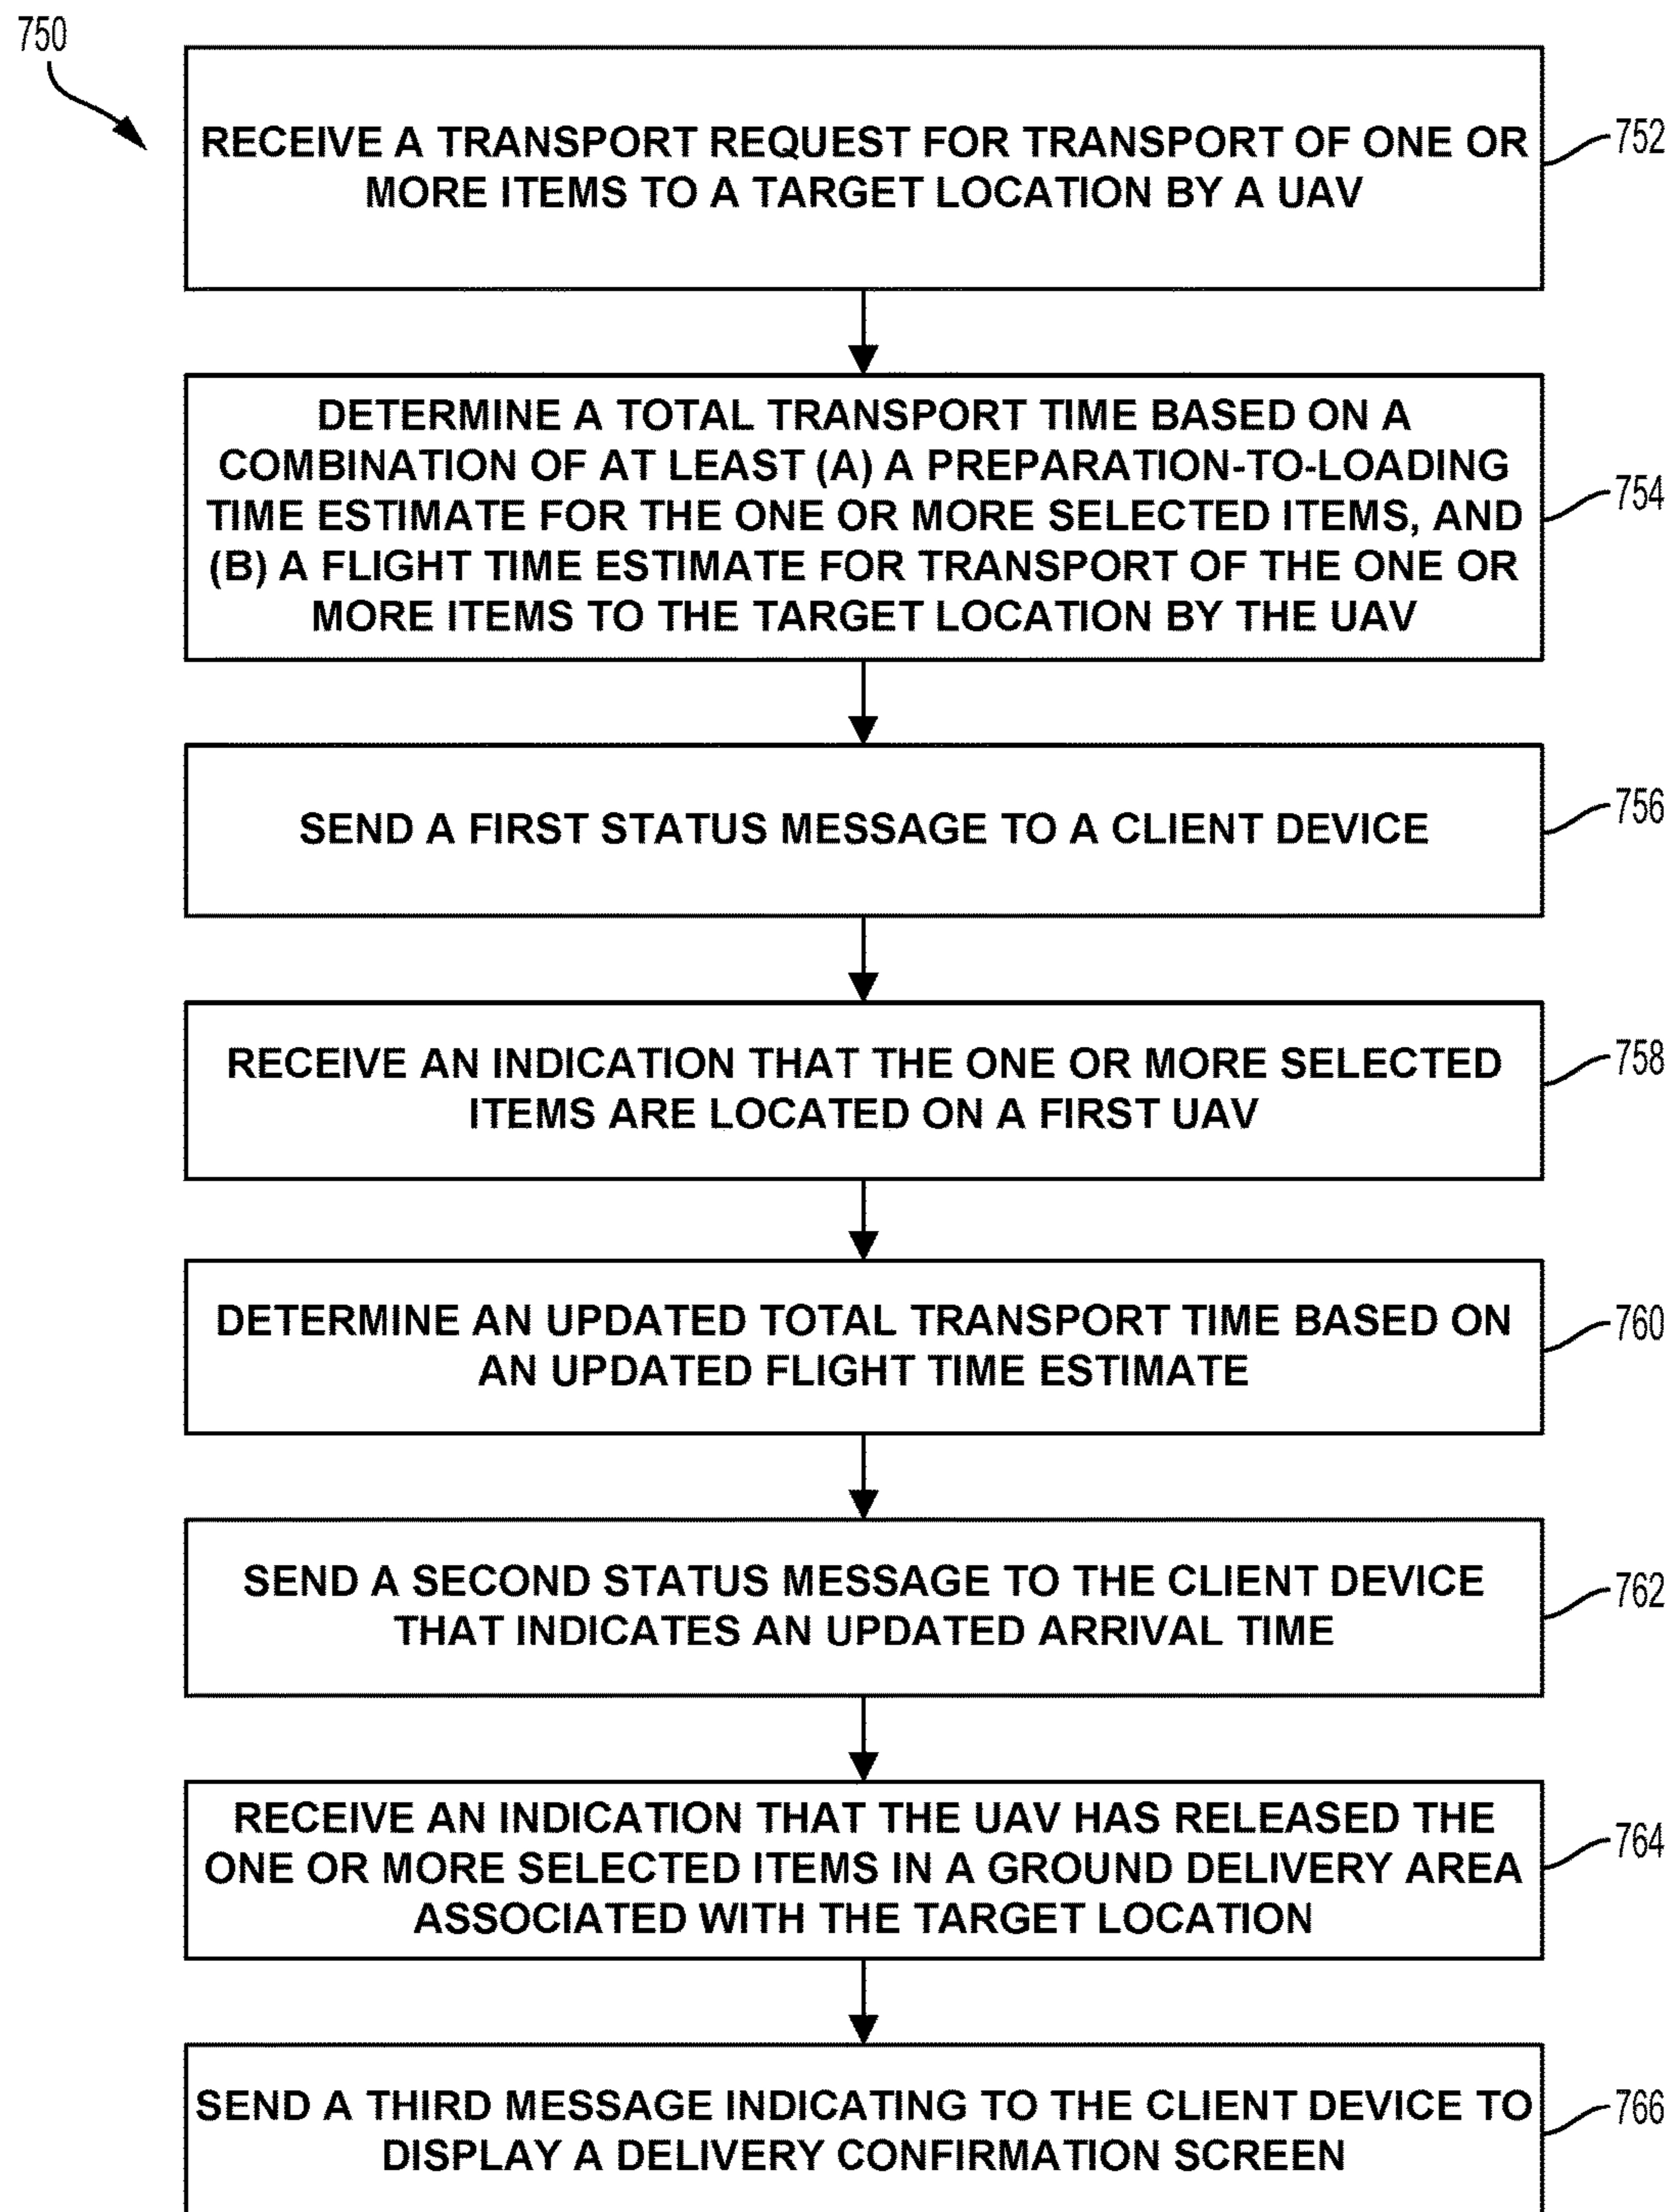 750
RECEIVE A TRANSPORT REQUEST FOR TRANSPORT OF ONE OR
MORE ITEMS TO A TARGET LOCATION BY A UAV
752
DETERMINE A TOTAL TRANSPORT TIME BASED ON A
COMBINATION OF AT LEAST (A) A PREPARATION-TO-LOADING
TIME ESTIMATE FOR THE ONE OR MORE SELECTED ITEMS, AND
(B) A FLIGHT TIME ESTIMATE FOR TRANSPORT OF THE ONE OR
MORE ITEMS TO THE TARGET LOCATION BY THE UAV
754
SEND A FIRST STATUS MESSAGE TO A CLIENT DEVICE
756
RECEIVE AN INDICATION THAT THE ONE OR MORE SELECTED
ITEMS ARE LOCATED ON A FIRST UAV
758
DETERMINE AN UPDATED TOTAL TRANSPORT TIME BASED ON
AN UPDATED FLIGHT TIME ESTIMATE
760
SEND A SECOND STATUS MESSAGE TO THE CLIENT DEVICE
THAT INDICATES AN UPDATED ARRIVAL TIME
762
RECEIVE AN INDICATION THAT THE UAV HAS RELEASED THE
ONE OR MORE SELECTED ITEMS IN A GROUND DELIVERY AREA
ASSOCIATED WITH THE TARGET LOCATION
764
SEND A THIRD MESSAGE INDICATING TO THE CLIENT DEVICE TO
DISPLAY A DELIVERY CONFIRMATION SCREEN
766